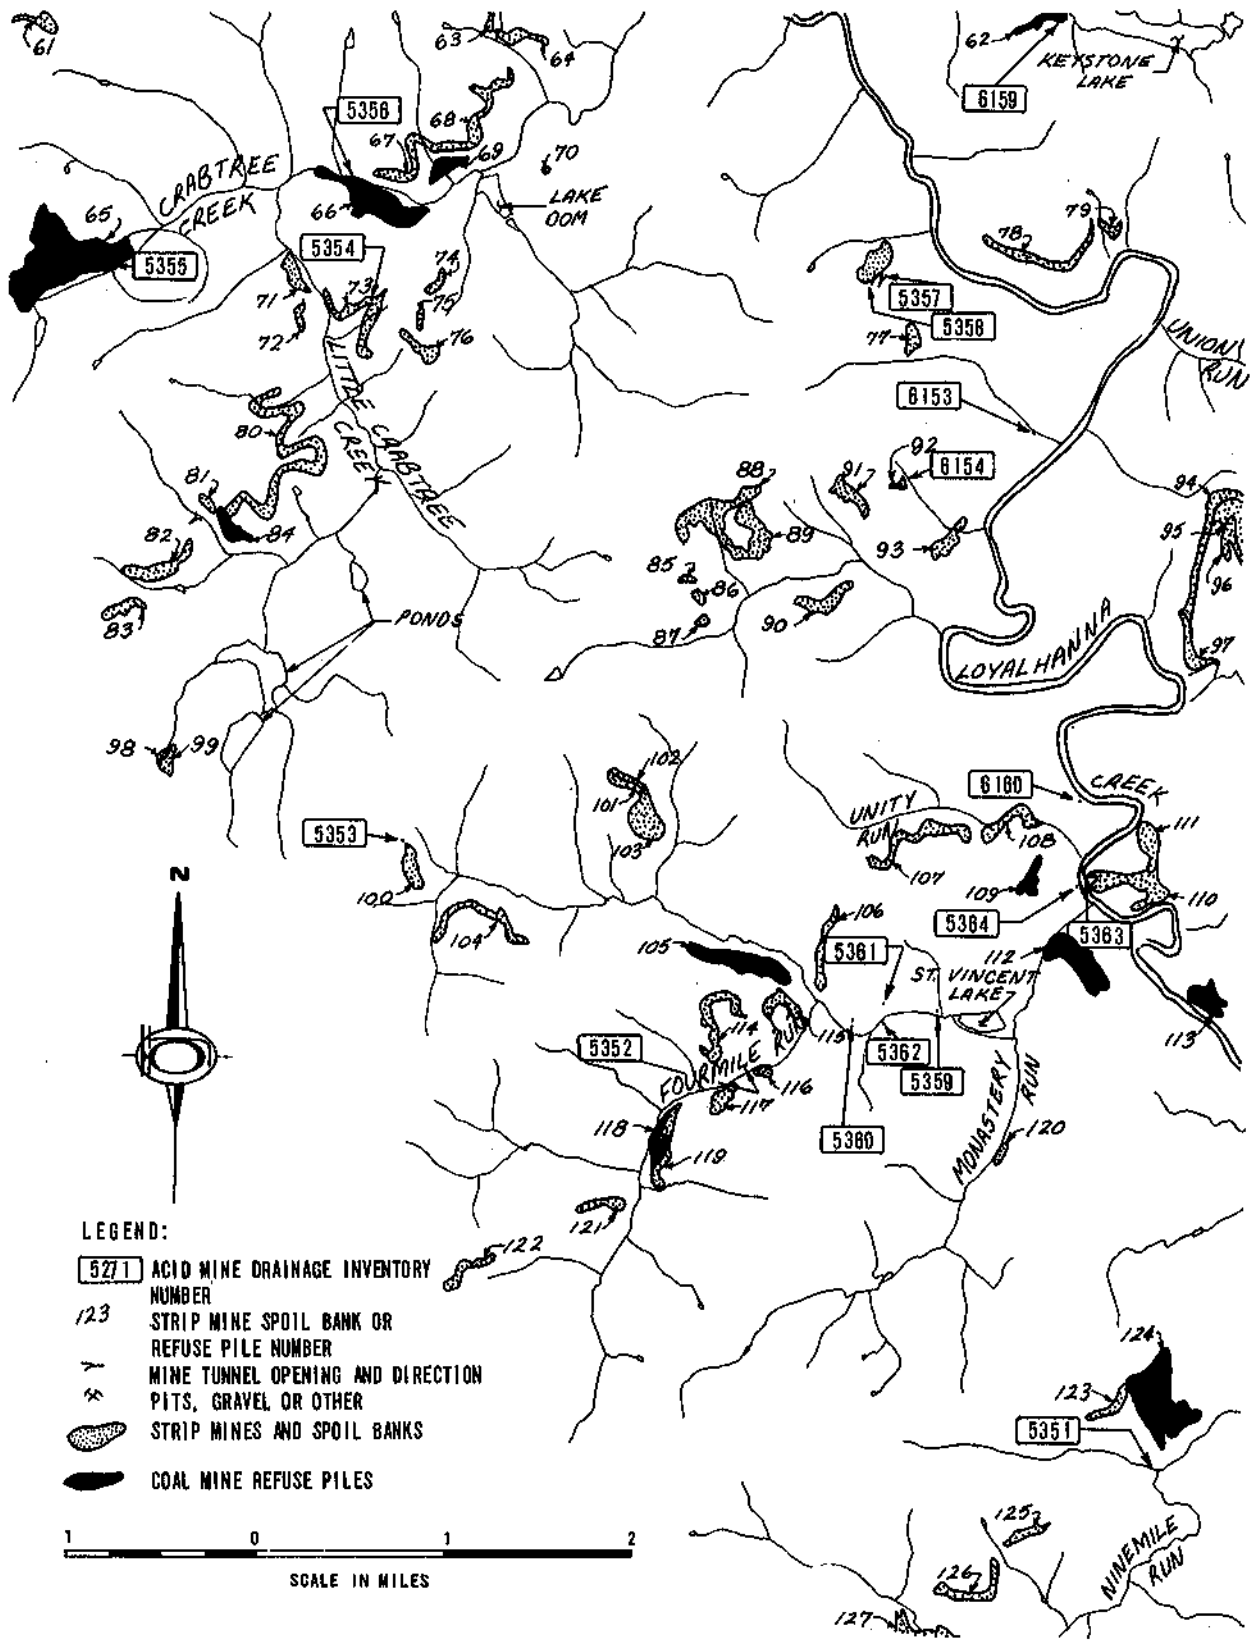 61
63
64
62
KEYSTONE
LAKE
6159
5356
68
67
69
70
CRABTREE
CREEK
LAKE
DOM
66
65
5355
5354
79
78
74
71
73
75
72
76
5357
5358
77
UNION
RUN
LITTLE CRABTREE
CREEK
6153
80
92
6154
91
88
94
81
84
82
89
93
95
85
86
96
83
90
87
PONDS
97
LOYALHANNA
CREEK
98
99
102
101
103
6160
UNITY
RUN
111
108
5353
100
107
109
110
N
104
106
5364
5363
105
5361
112
ST. VINCENT
LAKE
113
114
115
5352
5362
FOURMILE RUN
5359
116
117
MONASTERY
RUN
118
5360
120
119
121
122
LEGEND:
5271 ACID MINE DRAINAGE INVENTORY
NUMBER
123 STRIP MINE SPOIL BANK OR
REFUSE PILE NUMBER
MINE TUNNEL OPENING AND DIRECTION
PITS, GRAVEL OR OTHER
STRIP MINES AND SPOIL BANKS
COAL MINE REFUSE PILES
124
123
5351
125
126
127
NINEMILE
RUN
1 0 1 2
SCALE IN MILES